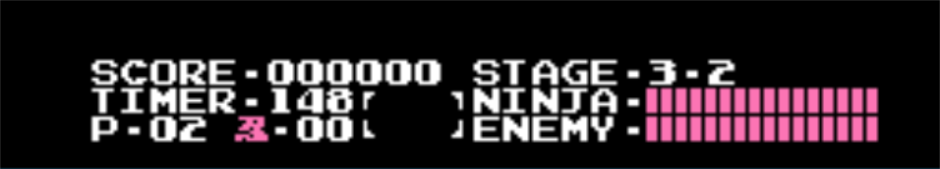 SCORE-000000 STAGE-3-2
TIMER-148 NINJA-
P-02 -00 ENEMY-